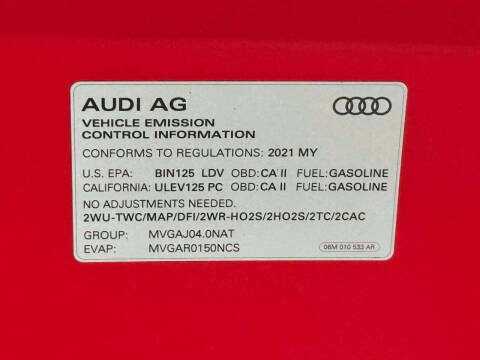 AUDI AG
VEHICLE EMISSION
CONTROL INFORMATION
CONFORMS TO REGULATIONS: 2021 MY
U.S. EPA: BIN125 LDV OBD:CA II FUEL:GASOLINE
CALIFORNIA: ULEV125 PC OBD:CA II FUEL:GASOLINE
NO ADJUSTMENTS NEEDED.
2WU-TWC/MAP/DFI/2WR-HO2S/2HO2S/2TC/2CAC
GROUP: MVGAJ04.0NAT
EVAP: MVGAR0150NCS
06M 010 533 AR